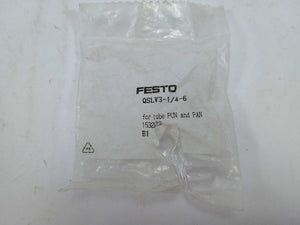 FESTO
QSLV3-1/4-6
for tube PUN and PAN
B1